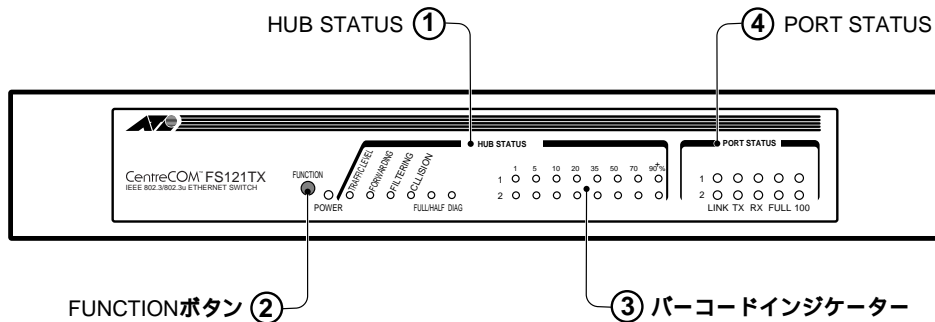 HUB STATUS ①
④ PORT STATUS
HUB STATUS
PORT STATUS
CentreCOM™ FS121TX
IEEE 802.3/802.3u ETHERNET SWITCH
FUNCTION
POWER
TRAFFIC LEVEL
FORWARDING
FILTERING
CLLISION
FULL/HALF DIAG
1 5 10 20 35 50 70 90+%
1
2
1
2
LINK TX RX FULL 100
FUNCTIONボタン ②
③ バーコードインジケーター